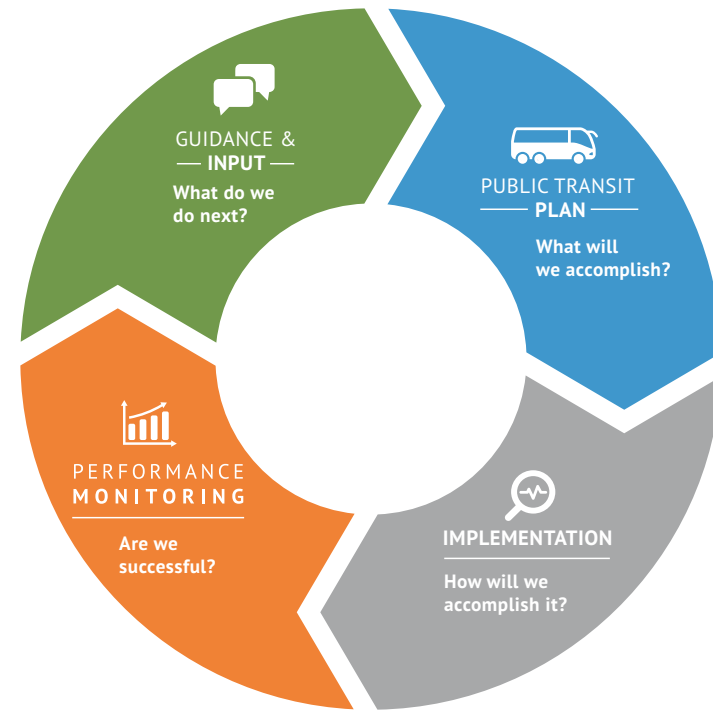 GUIDANCE &
INPUT
What do we
do next?
PUBLIC TRANSIT
PLAN
What will
we accomplish?
IMPLEMENTATION
How will we
accomplish it?
PERFORMANCE
MONITORING
Are we
successful?